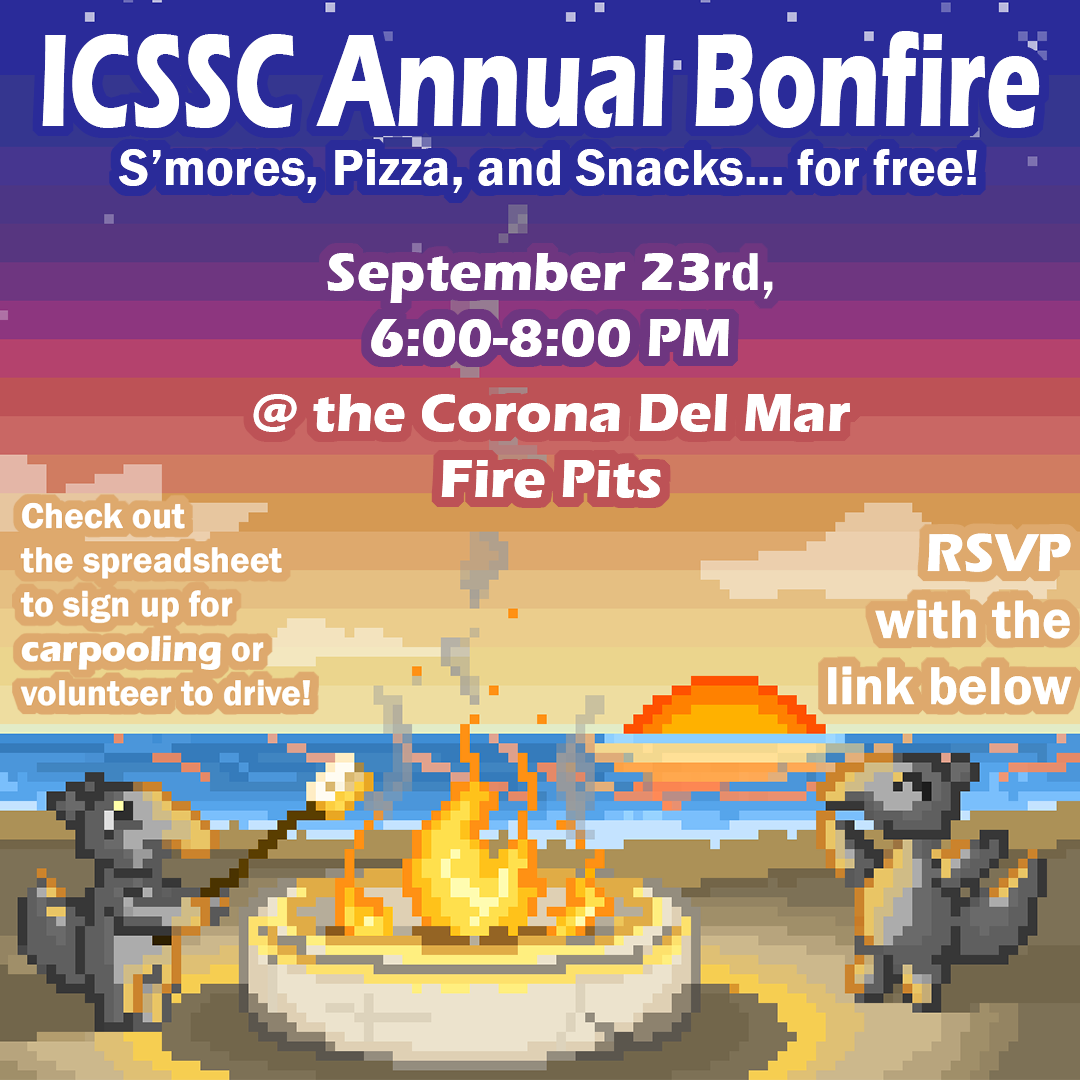 ICSSC Annual Bonfire
S’mores, Pizza, and Snacks... for free!
September 23rd,
6:00-8:00 PM
@ the Corona Del Mar
Fire Pits
Check out
the spreadsheet
to sign up for
carpooling or
volunteer to drive!
RSVP
with the
link below